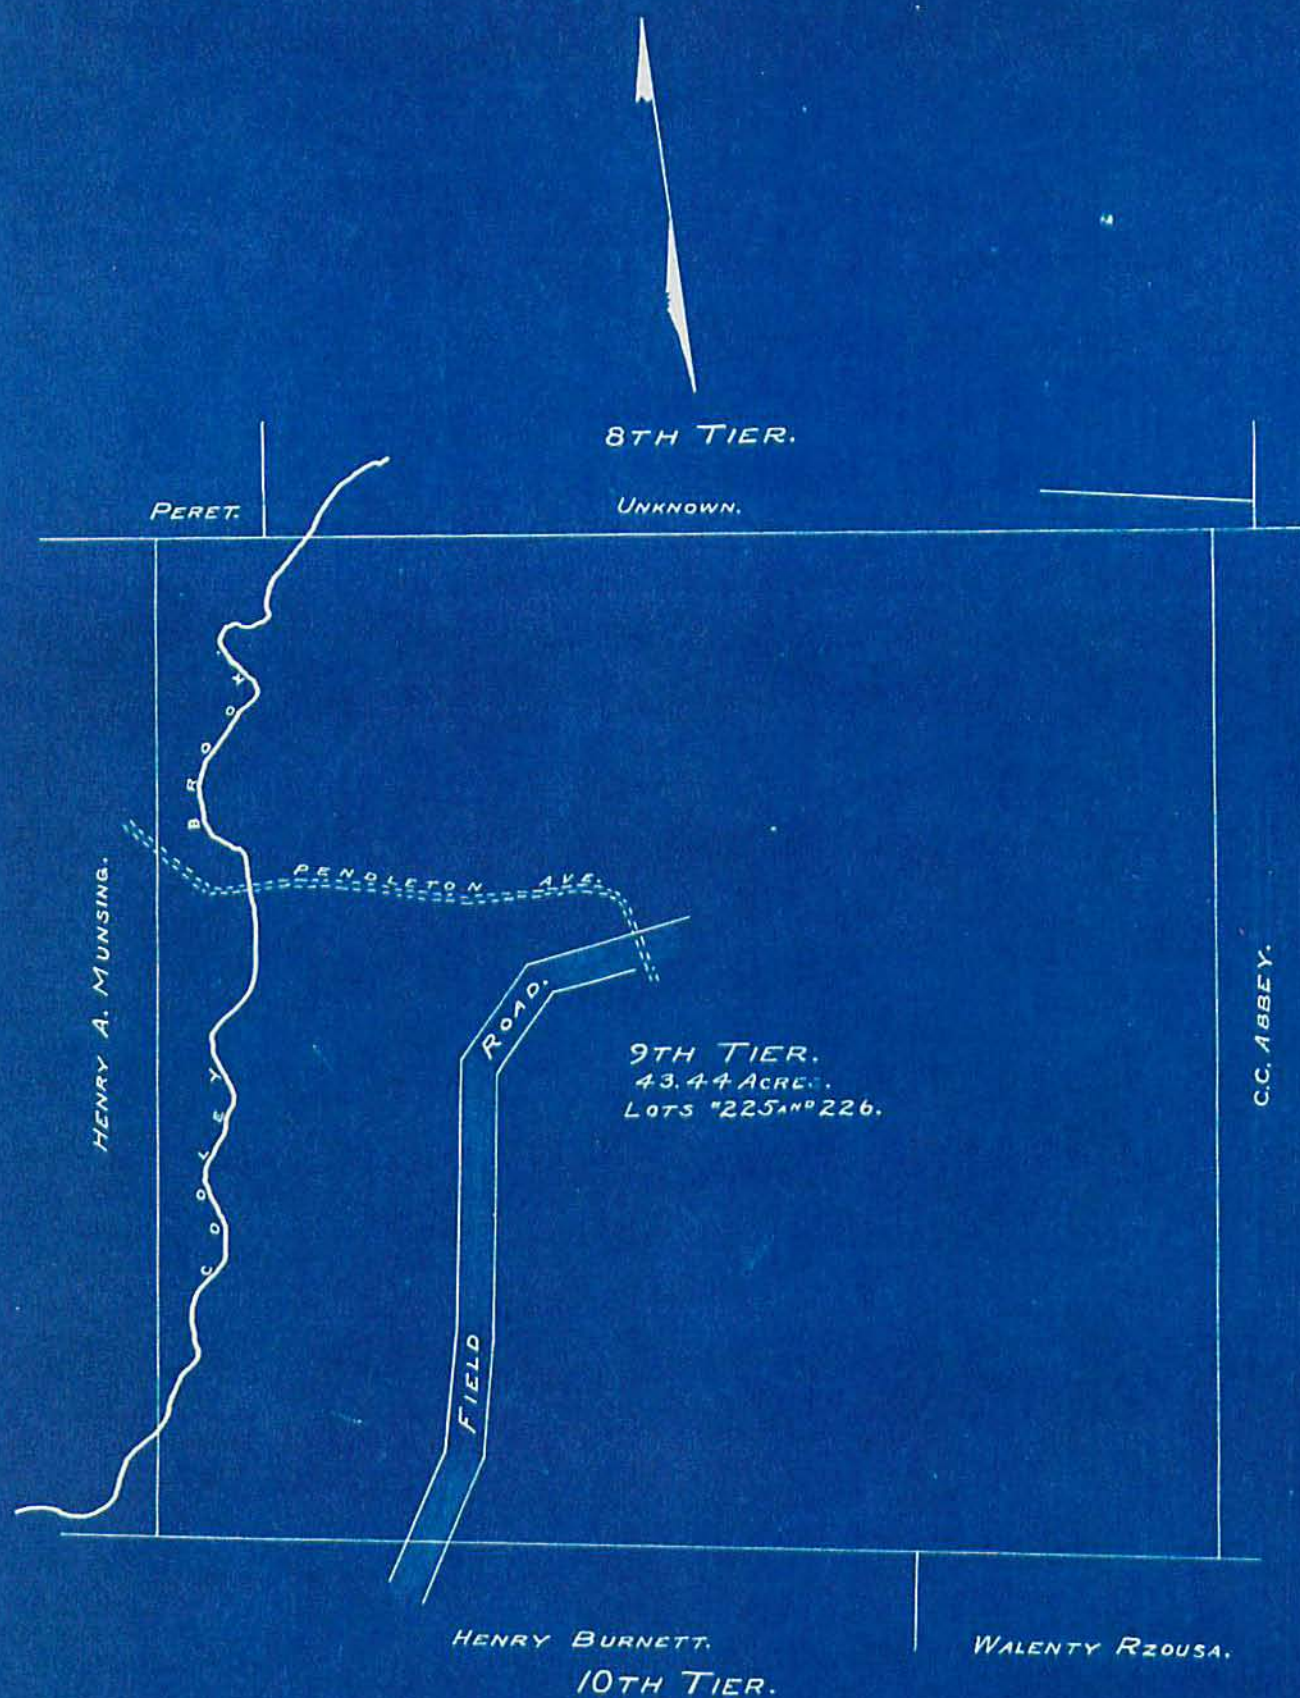 8TH TIER.
PERET.
UNKNOWN.
BROOK
PENDLETON AVE.
HENRY A. MUNSING.
ROAD.
C.C. ABBEY.
9TH TIER.
43.44 ACRE
LOTS #225 AND 226.
COOLEY
FIELD
HENRY BURNETT.
WALENTY RZOUSA.
10TH TIER.